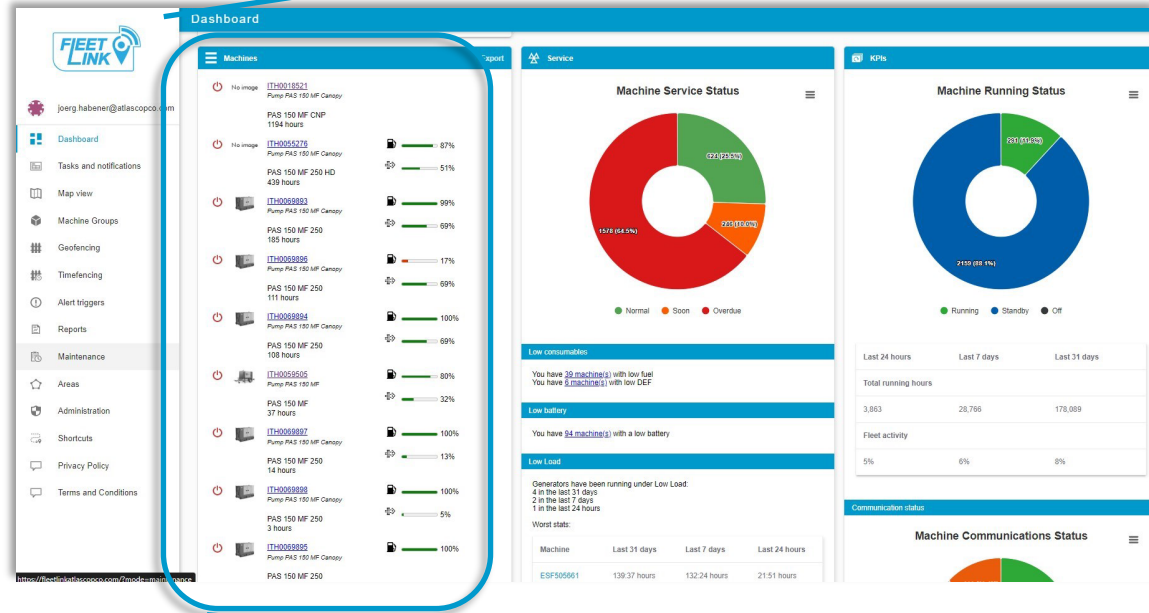 Dashboard
FLEET
LINK
joerg.habener@atlascopco.com
Dashboard
Tasks and notifications
Map view
Machine Groups
Geofencing
Timefencing
Alert triggers
Reports
Maintenance
Areas
Administration
Shortcuts
Privacy Policy
Terms and Conditions
https://fleetlinkatlascopco.com/?mode=maintenance
Machines
Export
No image
ITH0018521
Pump PAS 150 MF Canopy
PAS 150 MF CNP
1194 hours
No image
ITH0055276
Pump PAS 150 MF Canopy
87%
51%
PAS 150 MF 250 HD
439 hours
ITH0069893
Pump PAS 150 MF Canopy
99%
69%
PAS 150 MF 250
185 hours
ITH0069896
Pump PAS 150 MF Canopy
17%
69%
PAS 150 MF 250
111 hours
ITH0069894
Pump PAS 150 MF Canopy
100%
69%
PAS 150 MF 250
108 hours
ITH0059505
Pump PAS 150 MF
80%
32%
PAS 150 MF
37 hours
ITH0069897
Pump PAS 150 MF Canopy
100%
13%
PAS 150 MF 250
14 hours
ITH0069898
Pump PAS 150 MF Canopy
100%
5%
PAS 150 MF 250
3 hours
ITH0069895
Pump PAS 150 MF Canopy
100%
PAS 150 MF 250
Service
Machine Service Status
624 (25.5%)
246 (10.0%)
1578 (64.5%)
Normal Soon Overdue
Low consumables
You have 39 machine(s) with low fuel
You have 6 machine(s) with low DEF
Low battery
You have 94 machine(s) with a low battery
Low Load
Generators have been running under Low Load:
4 in the last 31 days
2 in the last 7 days
1 in the last 24 hours
Worst stats:
Machine Last 31 days Last 7 days Last 24 hours
ESF505661 139:37 hours 132:24 hours 21:51 hours
KPIs
Machine Running Status
291 (11.9%)
2159 (88.1%)
Running Standby Off
Last 24 hours Last 7 days Last 31 days
Total running hours
3,863 28,766 178,089
Fleet activity
5% 6% 8%
Communication status
Machine Communications Status